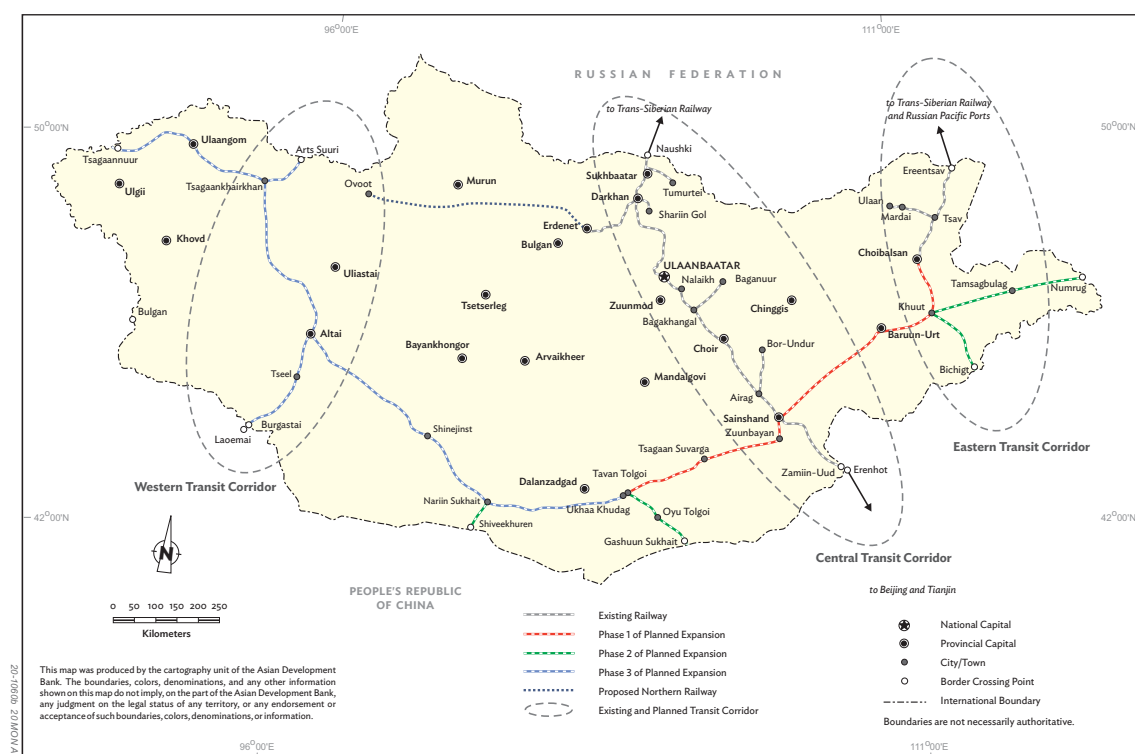 96°00'E
111°00'E
RUSSIAN FEDERATION
to Trans-Siberian Railway
to Trans-Siberian Railway
and Russian Pacific Ports
50°00'N
50°00'N
Naushki
Ulaangom
Arts Suuri
Tsagaannuur
Ereentsav
Sukhbaatar
Tsagaankhairkhan
Ovoot
Murun
Tumurtei
Ulgii
Darkhan
Ulaan
Shariin Gol
Mardai
Tsav
Erdenet
Khovd
Bulgan
Choibalsan
ULAANBAATAR
Uliastai
Nalaikh
Baganuur
Tamsagbulag
Numrug
Tsetserleg
Zuunmod
Chinggis
Bulgan
Khuut
Bagakhangal
Altai
Baruun-Urt
Bayankhongor
Arvaikheer
Choir
Bor-Undur
Bichigt
Tseel
Mandalgovi
Airag
Sainshand
Burgastai
Laoemai
Shinejinst
Zuunbayan
Eastern Transit Corridor
Tsagaan Suvarga
Tavan Tolgoi
Zamiin-Uud
Erenhot
Western Transit Corridor
Dalanzadgad
Nariin Sukhait
Ukhaa Khudag
Oyu Tolgoi
42°00'N
42°00'N
Shiveekhuren
Gashuun Sukhait
N
Central Transit Corridor
PEOPLE'S REPUBLIC
OF CHINA
to Beijing and Tianjin
0 50 100 150 200 250
Kilometers
Existing Railway
Phase 1 of Planned Expansion
Phase 2 of Planned Expansion
Phase 3 of Planned Expansion
Proposed Northern Railway
Existing and Planned Transit Corridor
National Capital
Provincial Capital
City/Town
Border Crossing Point
International Boundary
Boundaries are not necessarily authoritative.
This map was produced by the cartography unit of the Asian Development
Bank. The boundaries, colors, denominations, and any other information
shown on this map do not imply, on the part of the Asian Development Bank,
any judgment on the legal status of any territory, or any endorsement or
acceptance of such boundaries, colors, denominations, or information.
20-1060b 20 MON A
96°00'E
111°00'E